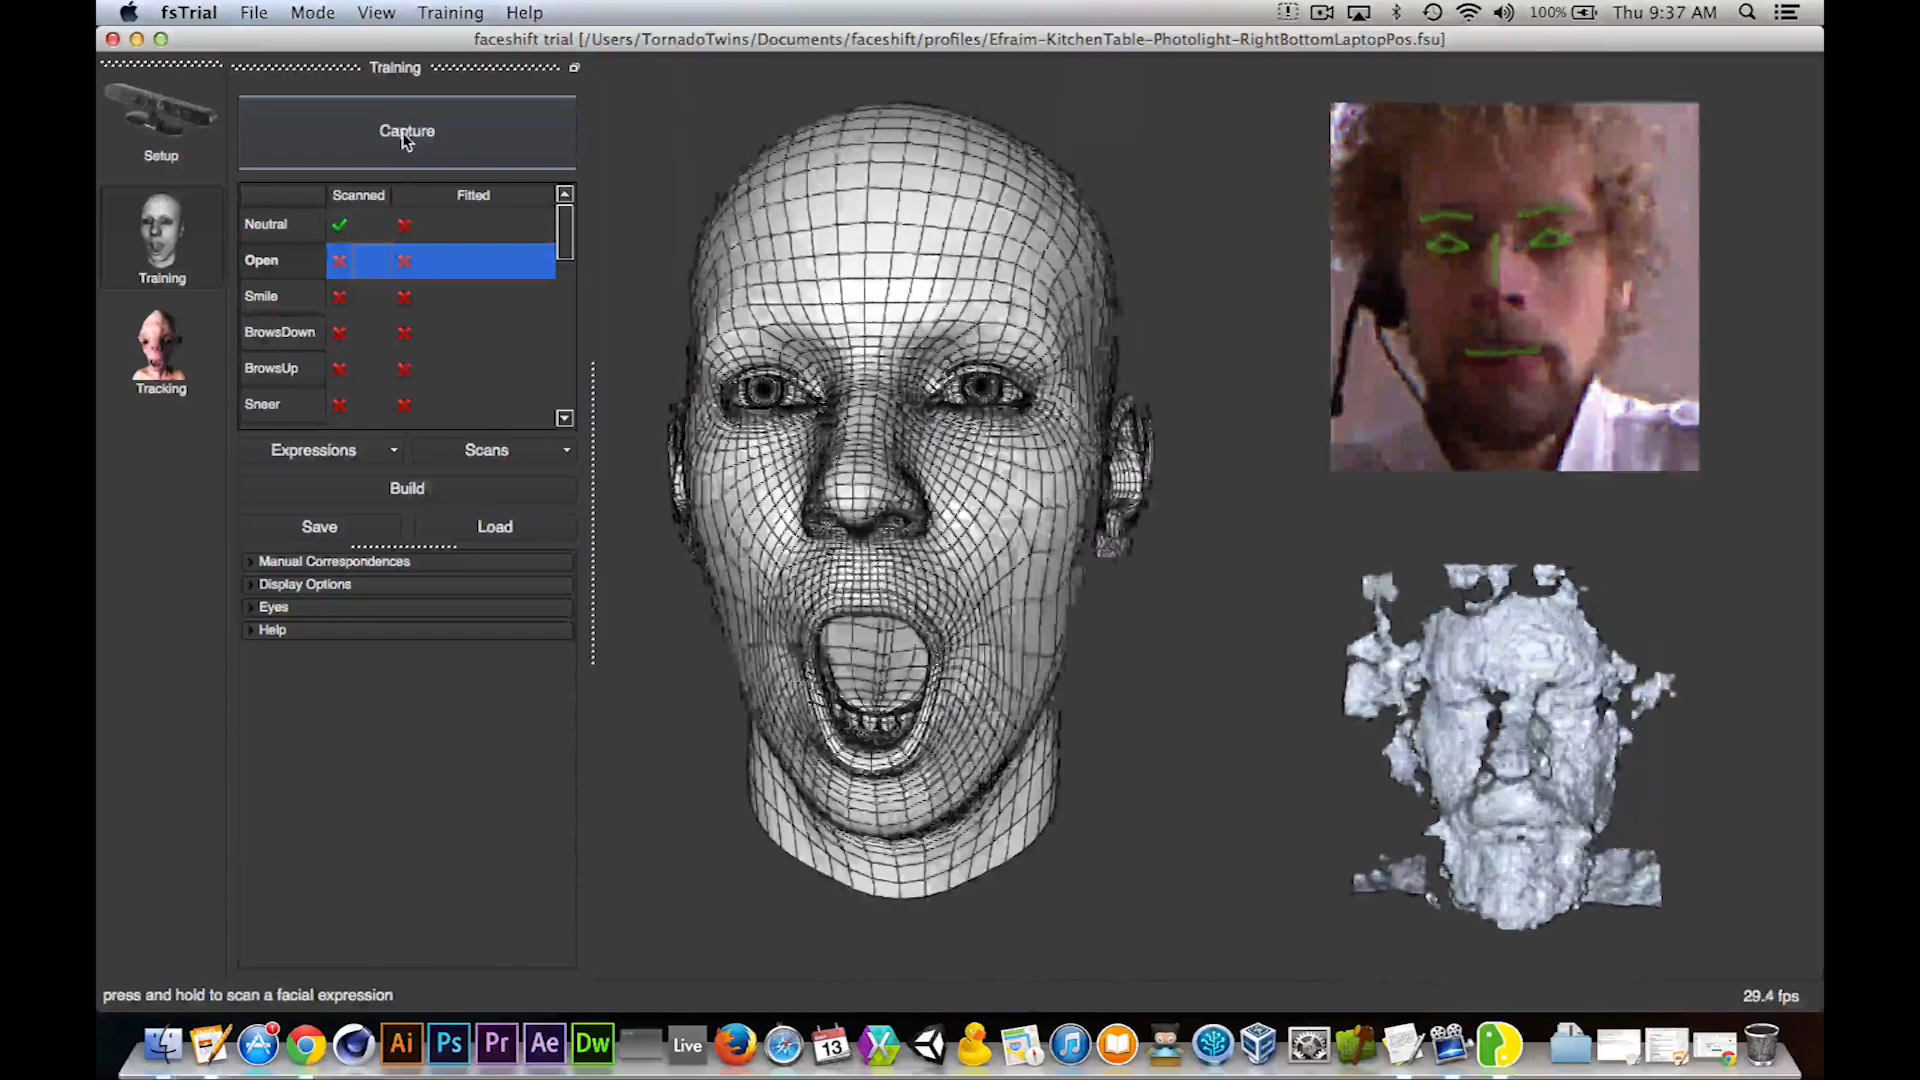 fsTrial File Mode View Training Help 100% Thu 9:37 AM
faceshift trial [/Users/TornadoTwins/Documents/faceshift/profiles/Efraim-KitchenTable-Photolight-RightBottomLaptopPos.fsu]
Setup
Training
Tracking
Training
Capture
Scanned Fitted
Neutral
Open
Smile
BrowsDown
BrowsUp
Sneer
Expressions Scans
Build
Save Load
Manual Correspondences
Display Options
Eyes
Help
press and hold to scan a facial expression
29.4 fps
Ai Ps Pr Ae Dw Live 13